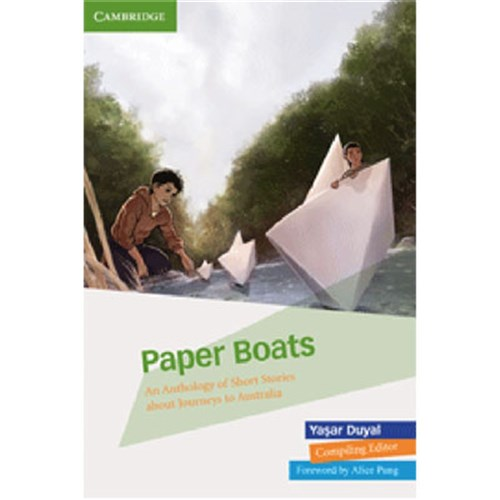 CAMBRIDGE
Paper Boats
An Anthology of Short Stories
about Journeys to Australia
Yaşar Duyal
Compiling Editor
Foreword by Alice Pung